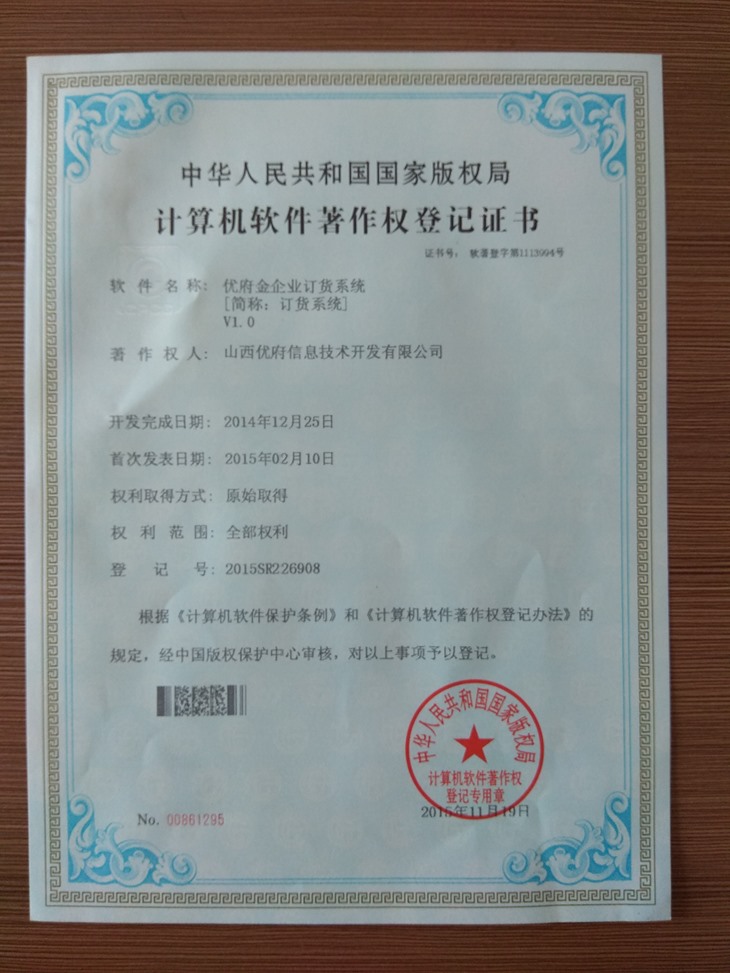 中华人民共和国国家版权局
计算机软件著作权登记证书
证书号： 软著登字第1113994号
软件名称： 优府金企业订货系统
[简称：订货系统]
V1.0
著作权人： 山西优府信息技术开发有限公司
开发完成日期： 2014年12月25日
首次发表日期： 2015年02月10日
权利取得方式： 原始取得
权利范围： 全部权利
登记号： 2015SR226908
根据《计算机软件保护条例》和《计算机软件著作权登记办法》的
规定，经中国版权保护中心审核，对以上事项予以登记。
中华人民共和国国家版权局
计算机软件著作权
登记专用章
No. 00861295
2015年11月19日